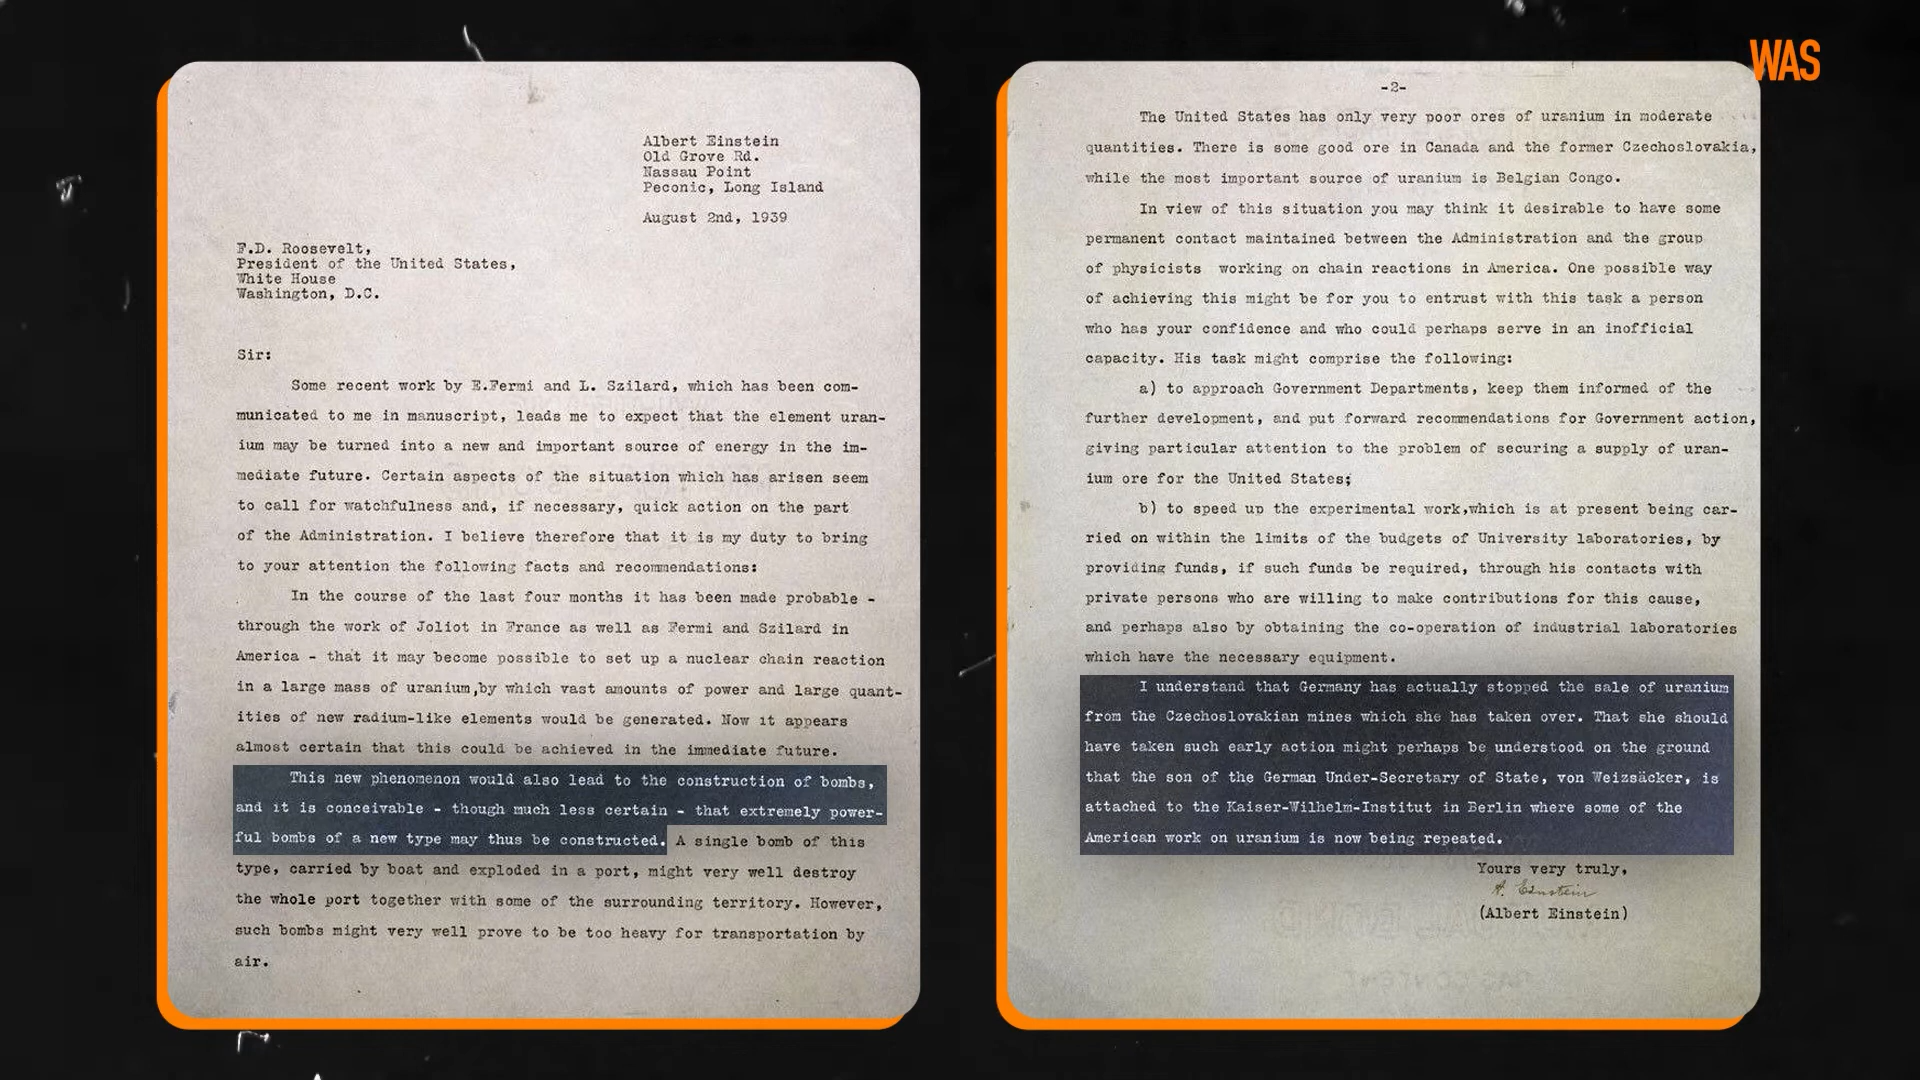 WAS
Albert Einstein
Old Grove Rd.
Nassau Point
Peconic, Long Island
August 2nd, 1939
F.D. Roosevelt,
President of the United States,
White House
Washington, D.C.
Sir:
Some recent work by E.Fermi and L. Szilard, which has been com-
municated to me in manuscript, leads me to expect that the element uran-
ium may be turned into a new and important source of energy in the im-
mediate future. Certain aspects of the situation which has arisen seem
to call for watchfulness and, if necessary, quick action on the part
of the Administration. I believe therefore that it is my duty to bring
to your attention the following facts and recommendations:
In the course of the last four months it has been made probable -
through the work of Joliot in France as well as Fermi and Szilard in
America - that it may become possible to set up a nuclear chain reaction
in a large mass of uranium,by which vast amounts of power and large quant-
ities of new radium-like elements would be generated. Now it appears
almost certain that this could be achieved in the immediate future.
This new phenomenon would also lead to the construction of bombs,
and it is conceivable - though much less certain - that extremely power-
ful bombs of a new type may thus be constructed. A single bomb of this
type, carried by boat and exploded in a port, might very well destroy
the whole port together with some of the surrounding territory. However,
such bombs might very well prove to be too heavy for transportation by
air.
-2-
The United States has only very poor ores of uranium in moderate
quantities. There is some good ore in Canada and the former Czechoslovakia,
while the most important source of uranium is Belgian Congo.
In view of this situation you may think it desirable to have some
permanent contact maintained between the Administration and the group
of physicists working on chain reactions in America. One possible way
of achieving this might be for you to entrust with this task a person
who has your confidence and who could perhaps serve in an inofficial
capacity. His task might comprise the following:
a) to approach Government Departments, keep them informed of the
further development, and put forward recommendations for Government action,
giving particular attention to the problem of securing a supply of uran-
ium ore for the United States;
b) to speed up the experimental work,which is at present being car-
ried on within the limits of the budgets of University laboratories, by
providing funds, if such funds be required, through his contacts with
private persons who are willing to make contributions for this cause,
and perhaps also by obtaining the co-operation of industrial laboratories
which have the necessary equipment.
I understand that Germany has actually stopped the sale of uranium
from the Czechoslovakian mines which she has taken over. That she should
have taken such early action might perhaps be understood on the ground
that the son of the German Under-Secretary of State, von Weizsäcker, is
attached to the Kaiser-Wilhelm-Institut in Berlin where some of the
American work on uranium is now being repeated.
Yours very truly,
A. Einstein
(Albert Einstein)